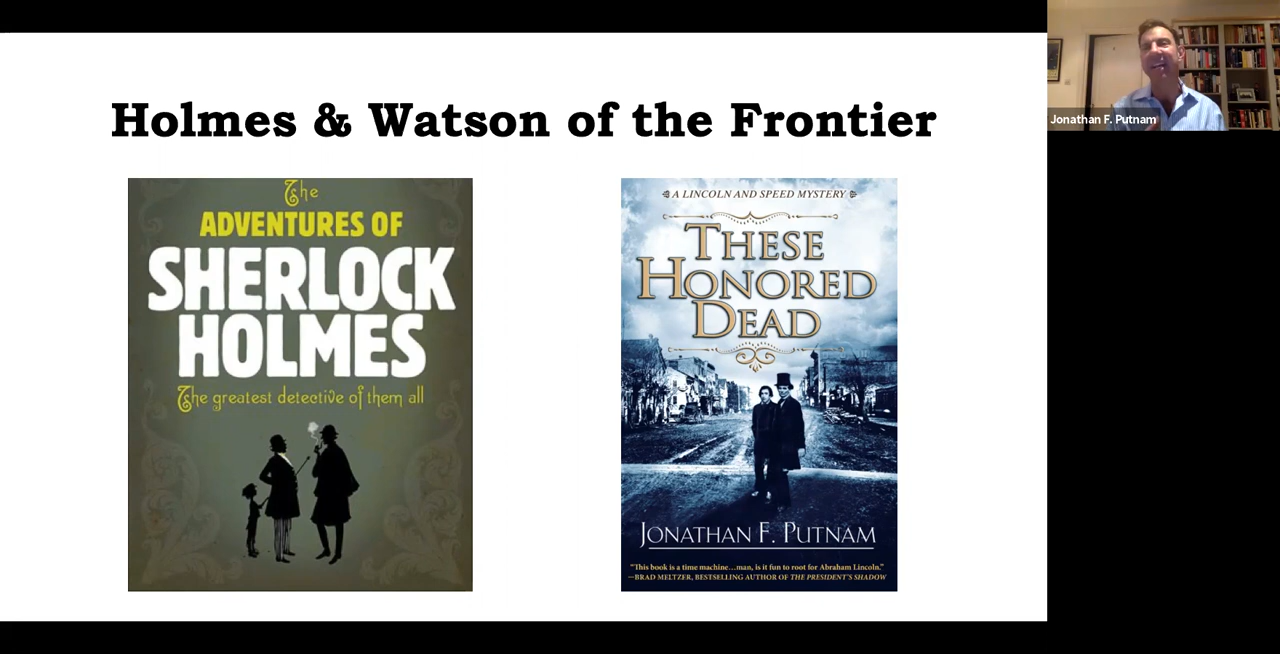 Holmes & Watson of the Frontier
The
ADVENTURES OF
SHERLOCK
HOLMES
The greatest detective of them all
A LINCOLN AND SPEED MYSTERY
THESE
HONORED
DEAD
JONATHAN F. PUTNAM
"This book is a time machine...man, is it fun to root for Abraham Lincoln."
—BRAD MELTZER, BESTSELLING AUTHOR OF THE PRESIDENT'S SHADOW
Jonathan F. Putnam